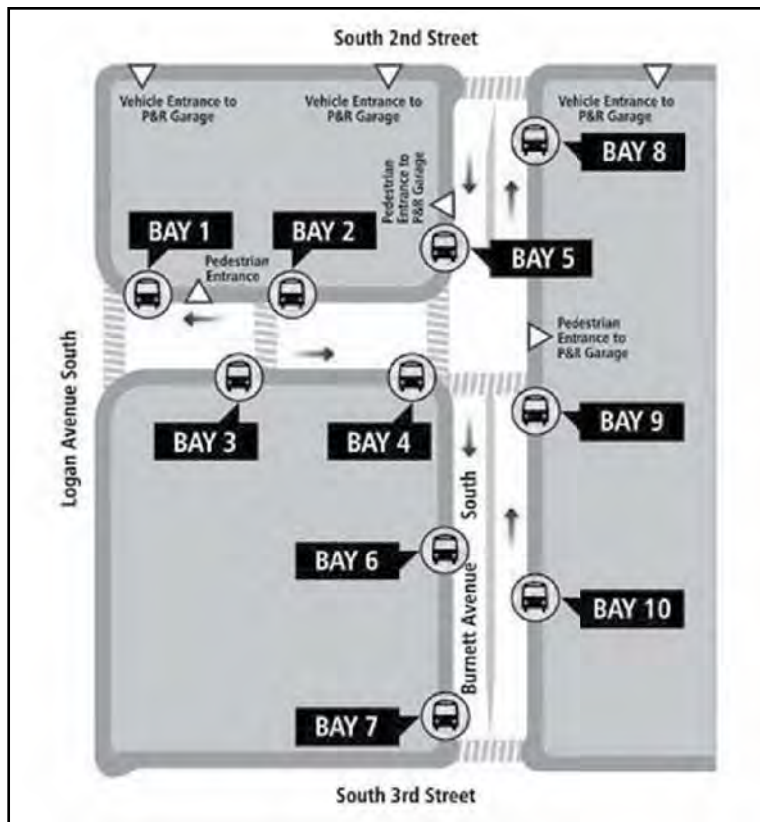 South 2nd Street
Vehicle Entrance to
P&R Garage
Vehicle Entrance to
P&R Garage
Vehicle Entrance to
P&R Garage
BAY 8
Pedestrian
Entrance to
P&R Garage
BAY 1
BAY 2
BAY 5
Pedestrian
Entrance
Pedestrian
Entrance to
P&R Garage
Logan Avenue South
BAY 3
BAY 4
BAY 9
BAY 6
Burnett Avenue South
BAY 10
BAY 7
South 3rd Street